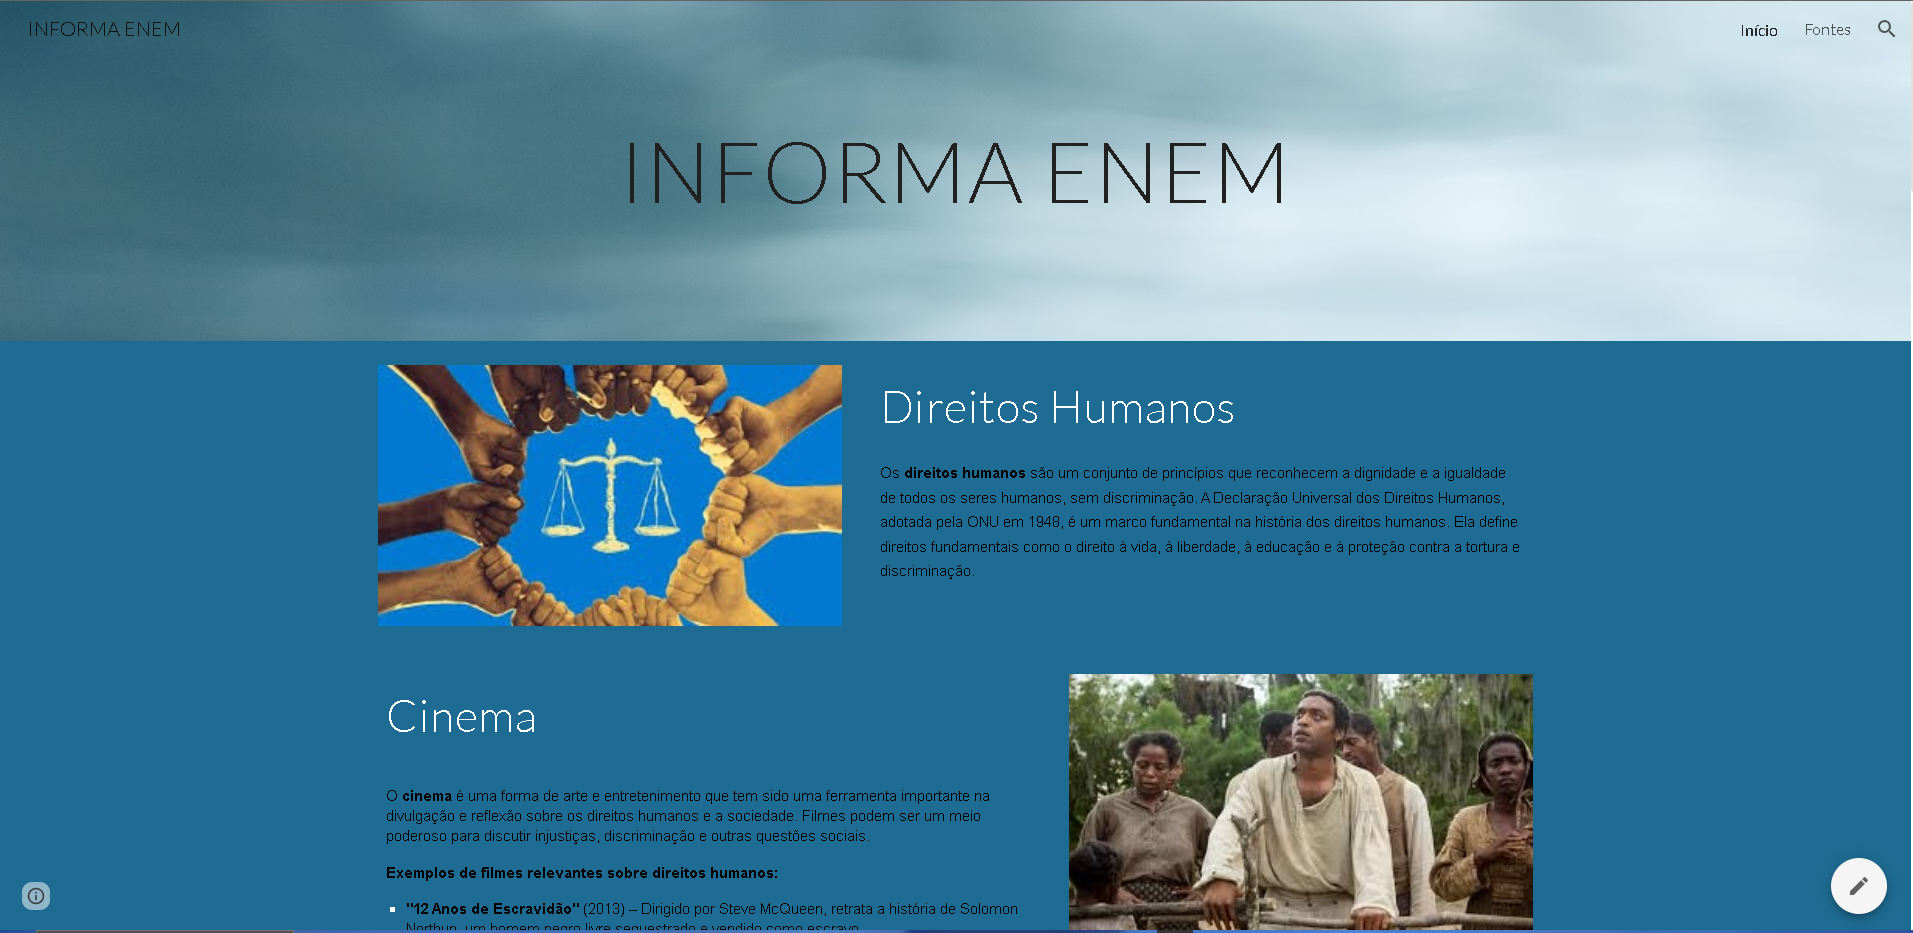 INFORMA ENEM
Início
Fontes
INFORMA ENEM
Direitos Humanos
Os direitos humanos são um conjunto de princípios que reconhecem a dignidade e a igualdade
de todos os seres humanos, sem discriminação. A Declaração Universal dos Direitos Humanos,
adotada pela ONU em 1948, é um marco fundamental na história dos direitos humanos. Ela define
direitos fundamentais como o direito à vida, à liberdade, à educação e à proteção contra a tortura e
discriminação.
Cinema
O cinema é uma forma de arte e entretenimento que tem sido uma ferramenta importante na
divulgação e reflexão sobre os direitos humanos e a sociedade. Filmes podem ser um meio
poderoso para discutir injustiças, discriminação e outras questões sociais.
Exemplos de filmes relevantes sobre direitos humanos:
"12 Anos de Escravidão" (2013) – Dirigido por Steve McQueen, retrata a história de Solomon
Northup, um homem negro livre sequestrado e vendido como escravo.